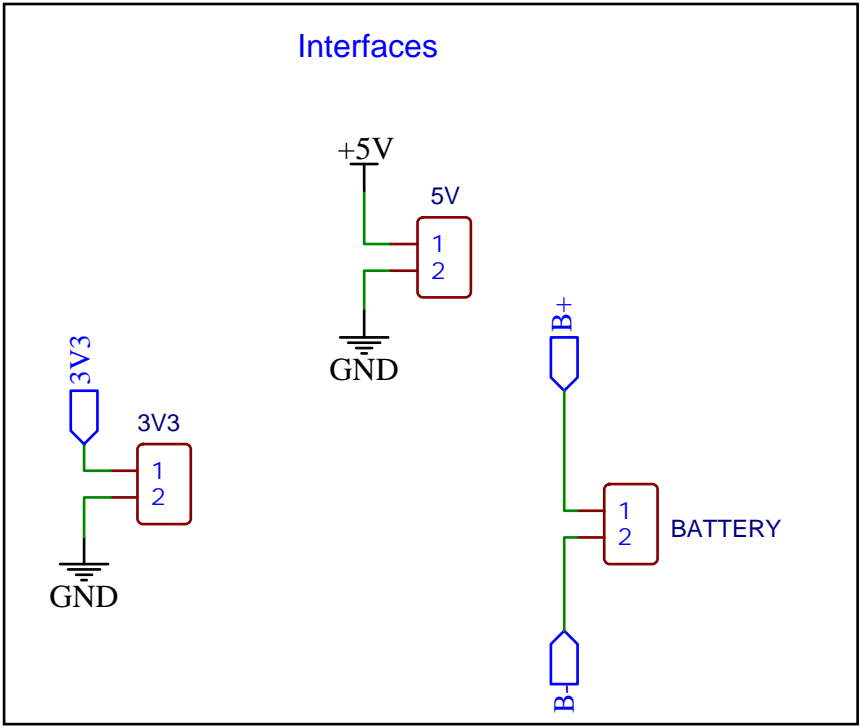 Interfaces
+5V
5V
1
2
GND
B+
3V3
3V3
1
2
GND
1
2
BATTERY
B-